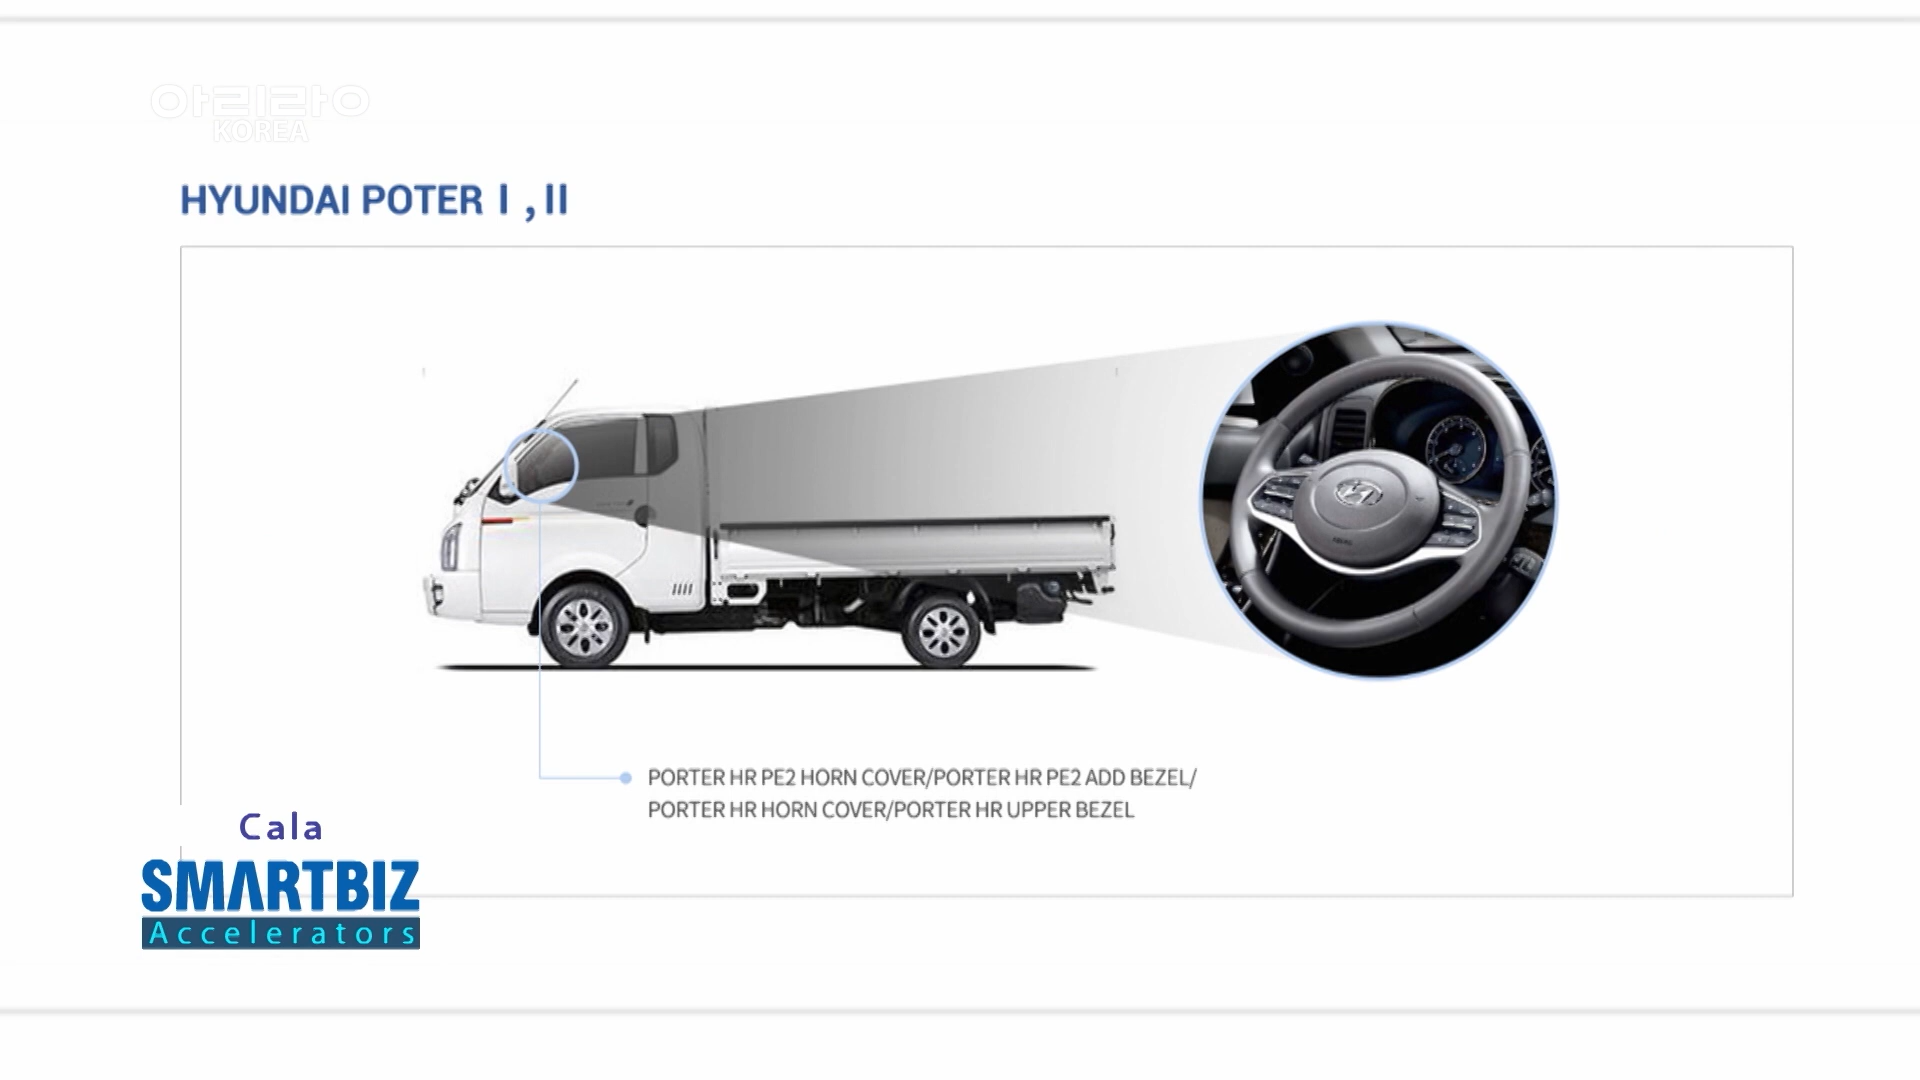 아리랑
KOREA
HYUNDAI POTER I , II
PORTER HR PE2 HORN COVER/PORTER HR PE2 ADD BEZEL/
PORTER HR HORN COVER/PORTER HR UPPER BEZEL
Cala
SMARTBIZ
Accelerators